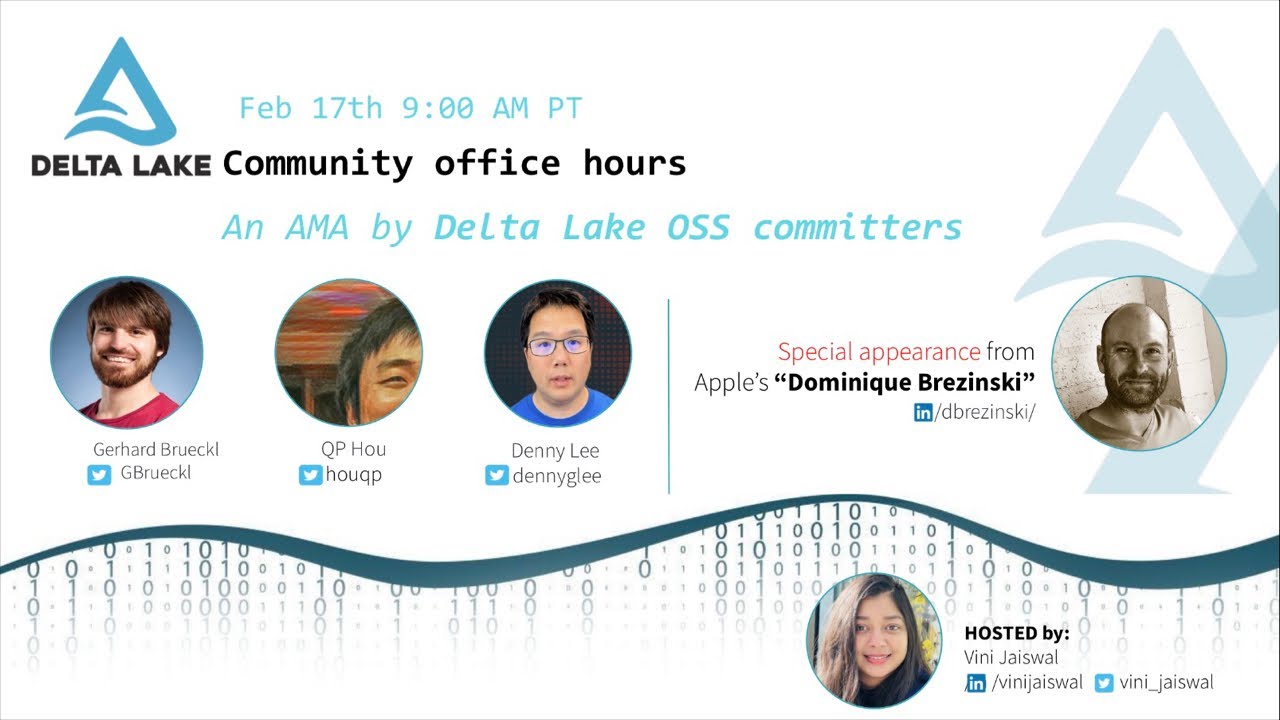 DELTA LAKE
Feb 17th 9:00 AM PT
Community office hours
An AMA by Delta Lake OSS committers
Gerhard Brueckl
GBrueckl
QP Hou
houqp
Denny Lee
dennyglee
Special appearance from
Apple's “Dominique Brezinski”
in/dbrezinski/
HOSTED by:
Vini Jaiswal
/in /vinijaiswal vini_jaiswal